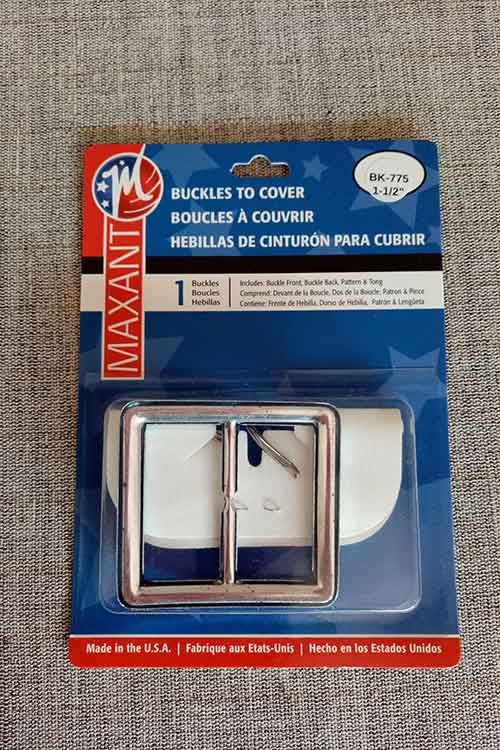 M
MAXANT
BUCKLES TO COVER
BOUCLES À COUVRIR
HEBILLAS DE CINTURÓN PARA CUBRIR
BK-775
1-1/2"
1
Buckles
Boucles
Hebillas
Includes: Buckle Front, Buckle Back, Pattern & Tong
Comprend: Devant de la Boucle, Dos de la Boucle, Patron & Pince
Contiene: Frente de Hebilla, Dorso de Hebilla, Patrón & Lengüeta
Made in the U.S.A. | Fabrique aux Etats-Unis | Hecho en los Estados Unidos